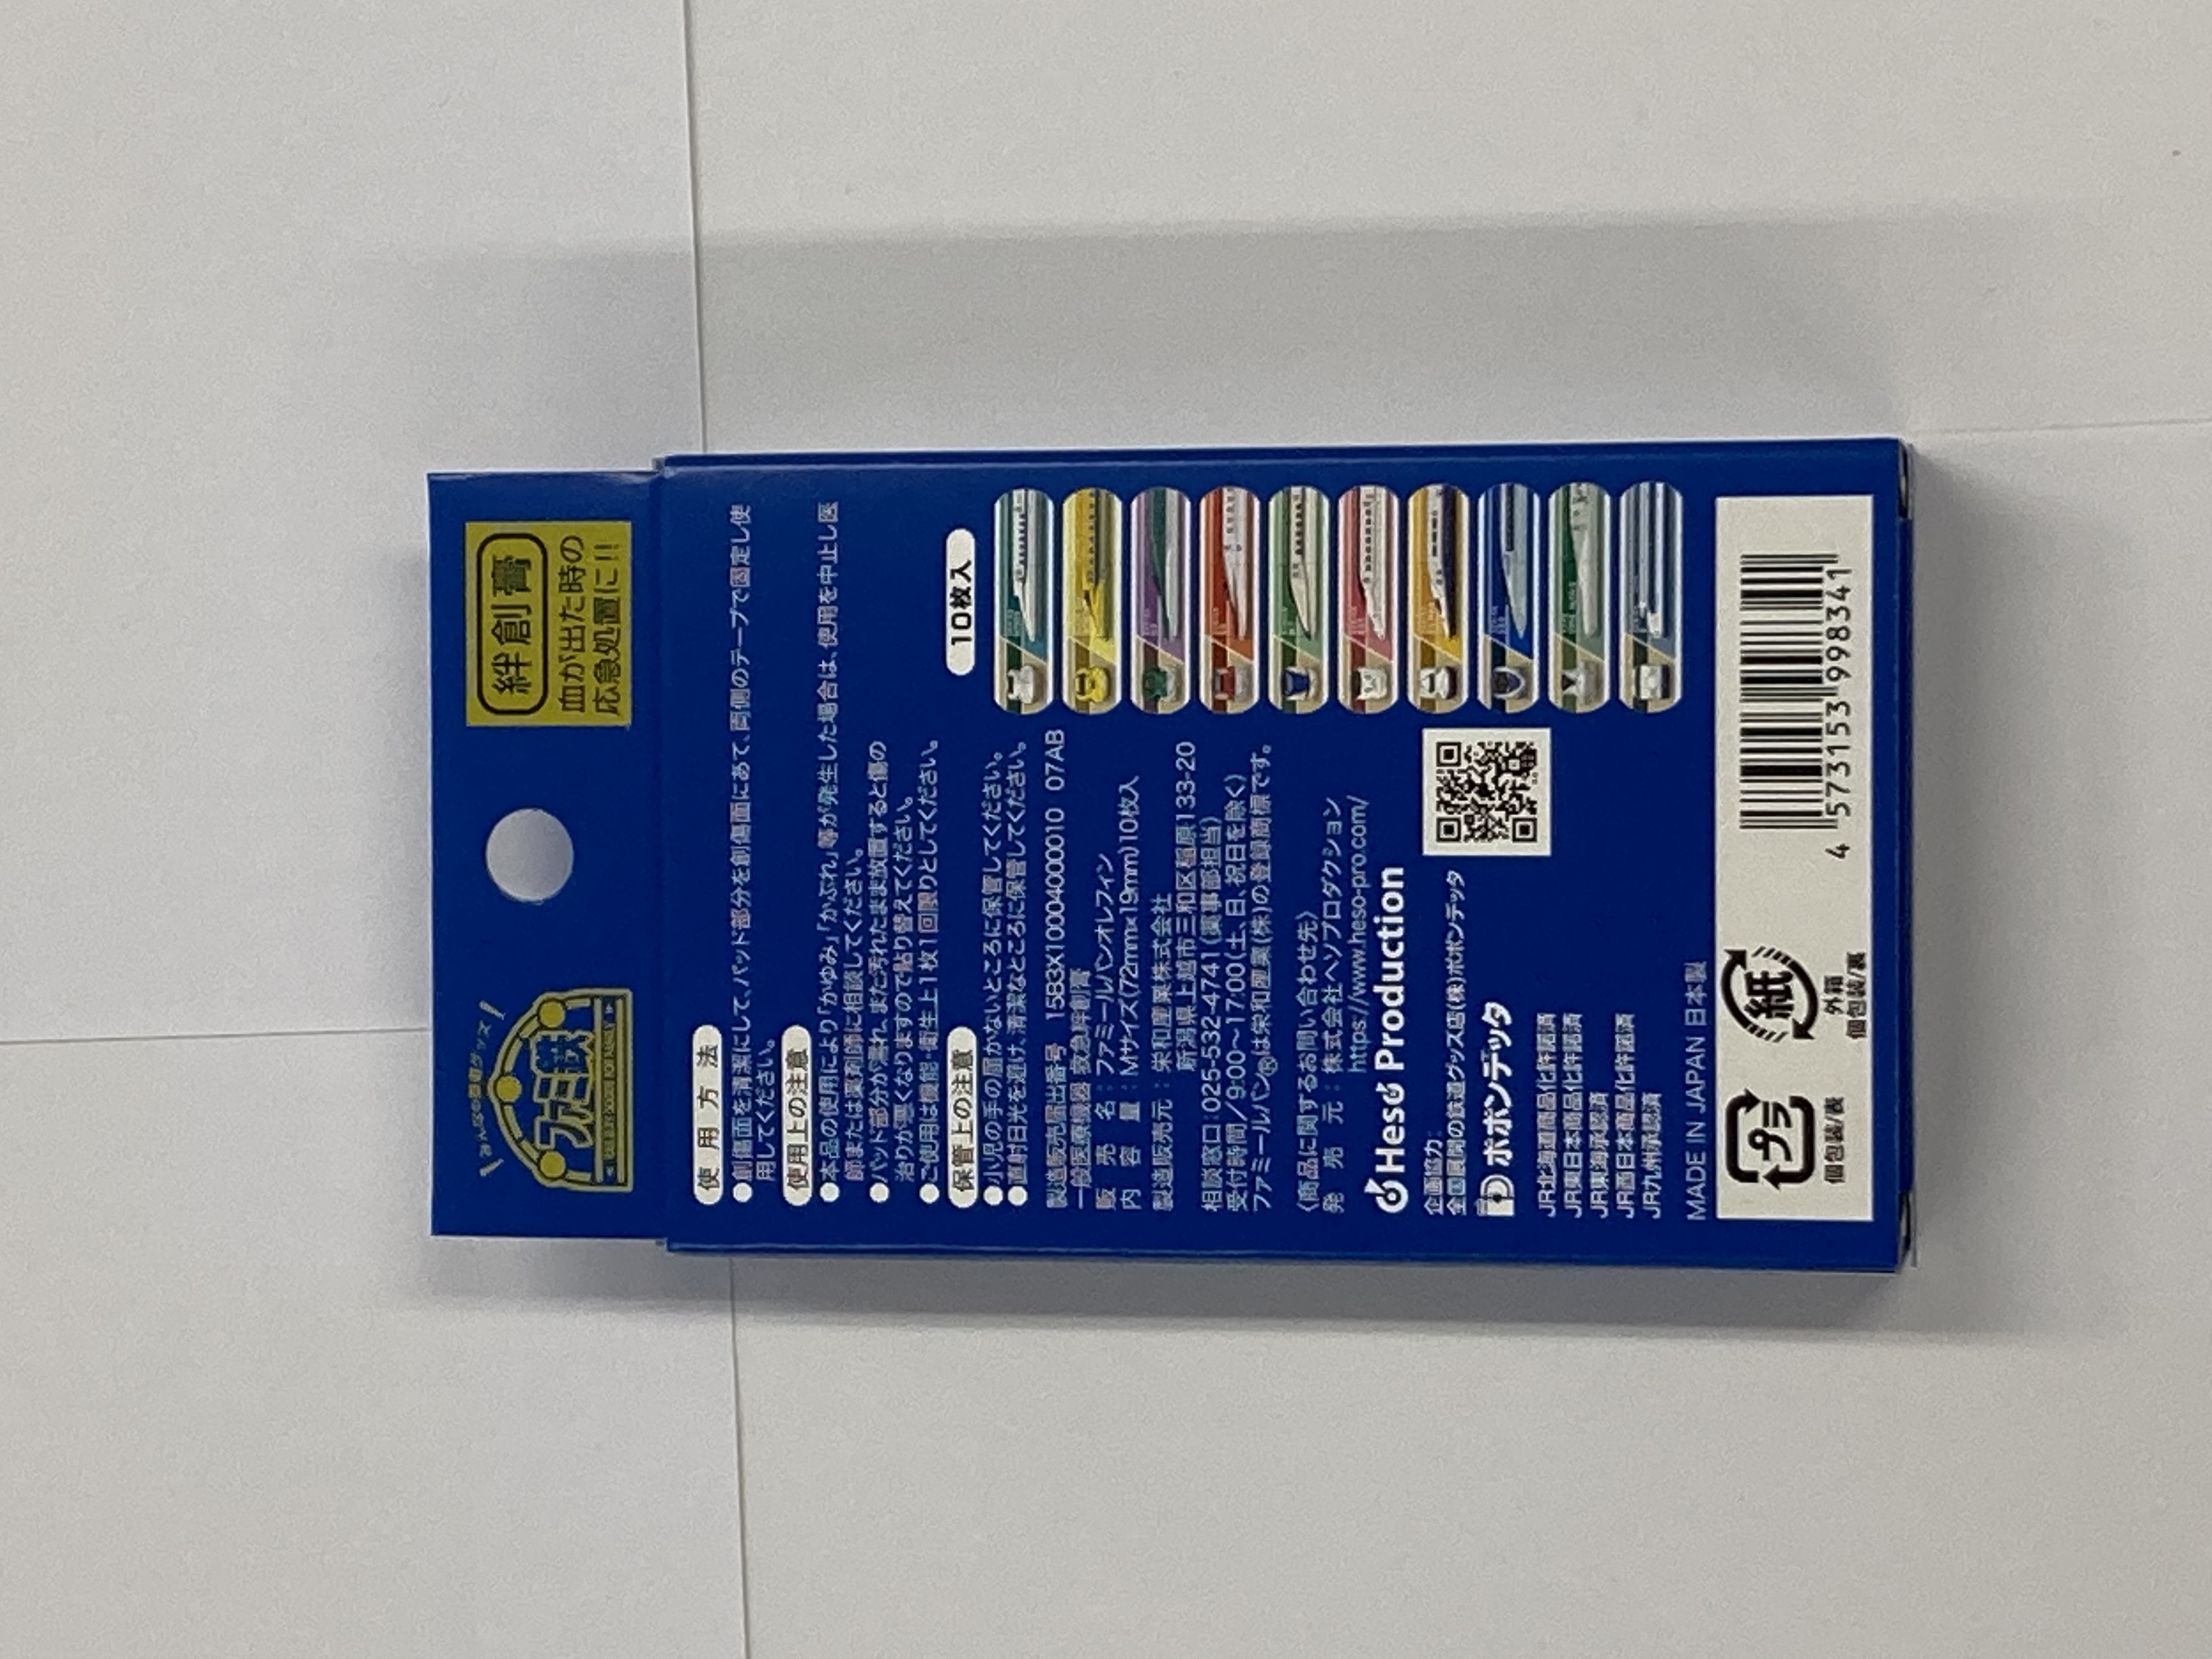 みんなの鉄道グッズ
ファミ鉄
RAILWAY GOODS FOR FAMILY
絆創膏
血が出た時の
応急処置に!!
使用方法
●創傷面を清潔にして、パッド部分を創傷面にあて、両側のテープで固定し使
用してください。
使用上の注意
●本品の使用により「かゆみ」「かぶれ」等が発生した場合は、使用を中止し医
師または薬剤師に相談してください。
●パッド部分が濡れ、また汚れたまま放置すると傷の
治りが悪くなりますので貼り替えてください。
●ご使用は機能・衛生上1枚1回限りとしてください。
保管上の注意
●小児の手の届かないところに保管してください。
●直射日光を避け、清潔なところに保管してください。
製造販売届出番号 15B3X10004000010 07AB
一般医療機器 救急絆創膏
販売名:ファミールバンオレフィン
内容量:Mサイズ(72mm×19mm)10枚入
製造販売元:栄和産業株式会社
新潟県上越市三和区島原133-20
相談窓口 025-532-4741(薬事部担当)
受付時間/9:00～17:00(土、日、祝日を除く)
ファミールバン®は栄和産業(株)の登録商標です。
〈商品に関するお問い合わせ先〉
発売元:株式会社ヘソプロダクション
https://www.heso-pro.com/
Heso Production
企画協力:
全国展開の鉄道グッズ店(株)ポポンデッタ
ポポンデッタ
JR北海道商品化許諾済
JR東日本商品化許諾済
JR東海承認済
JR西日本商品化許諾済
JR九州承認済
MADE IN JAPAN 日本製
10枚入
プラ
個包装/表
紙
外箱
個包装/裏
4 573153 998341